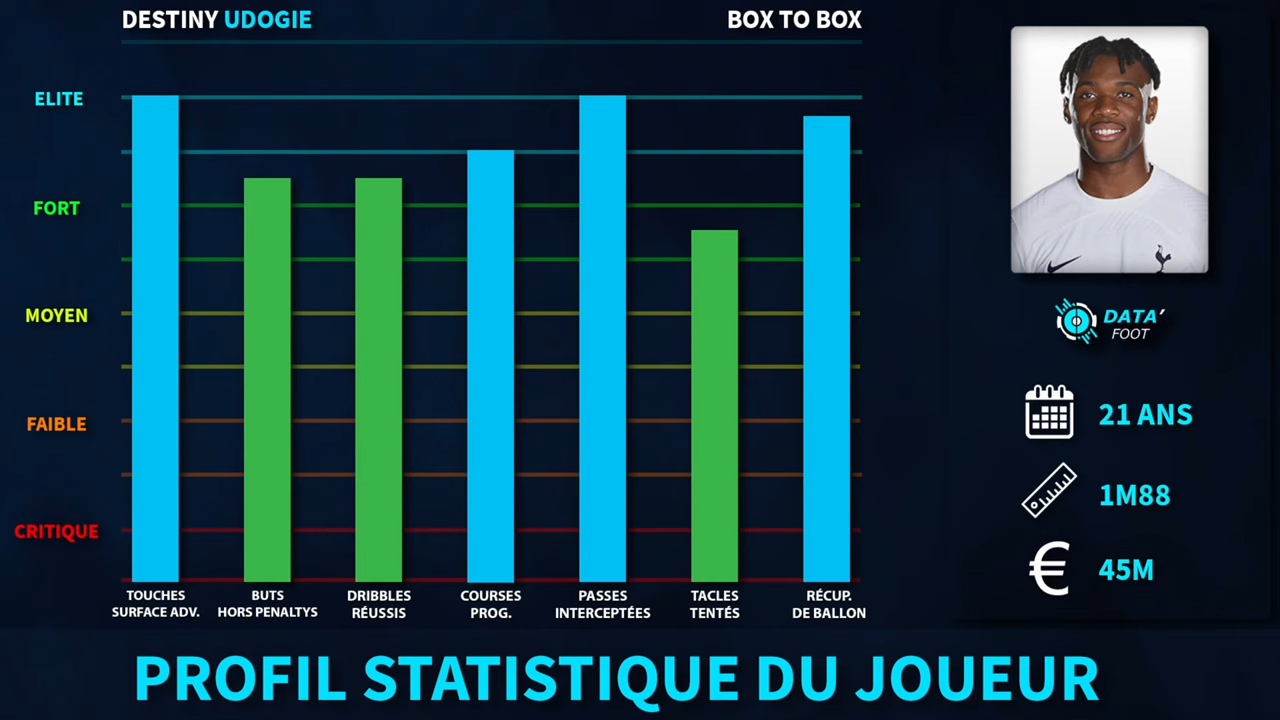 DESTINY UDOGIE
BOX TO BOX
ELITE
FORT
MOYEN
FAIBLE
CRITIQUE
TOUCHES
SURFACE ADV.
BUTS
HORS PENALTYS
DRIBBLES
RÉUSSIS
COURSES
PROG.
PASSES
INTERCEPTÉES
TACLES
TENTÉS
RÉCUP.
DE BALLON
DATA'
FOOT
21 ANS
1M88
€ 45M
PROFIL STATISTIQUE DU JOUEUR